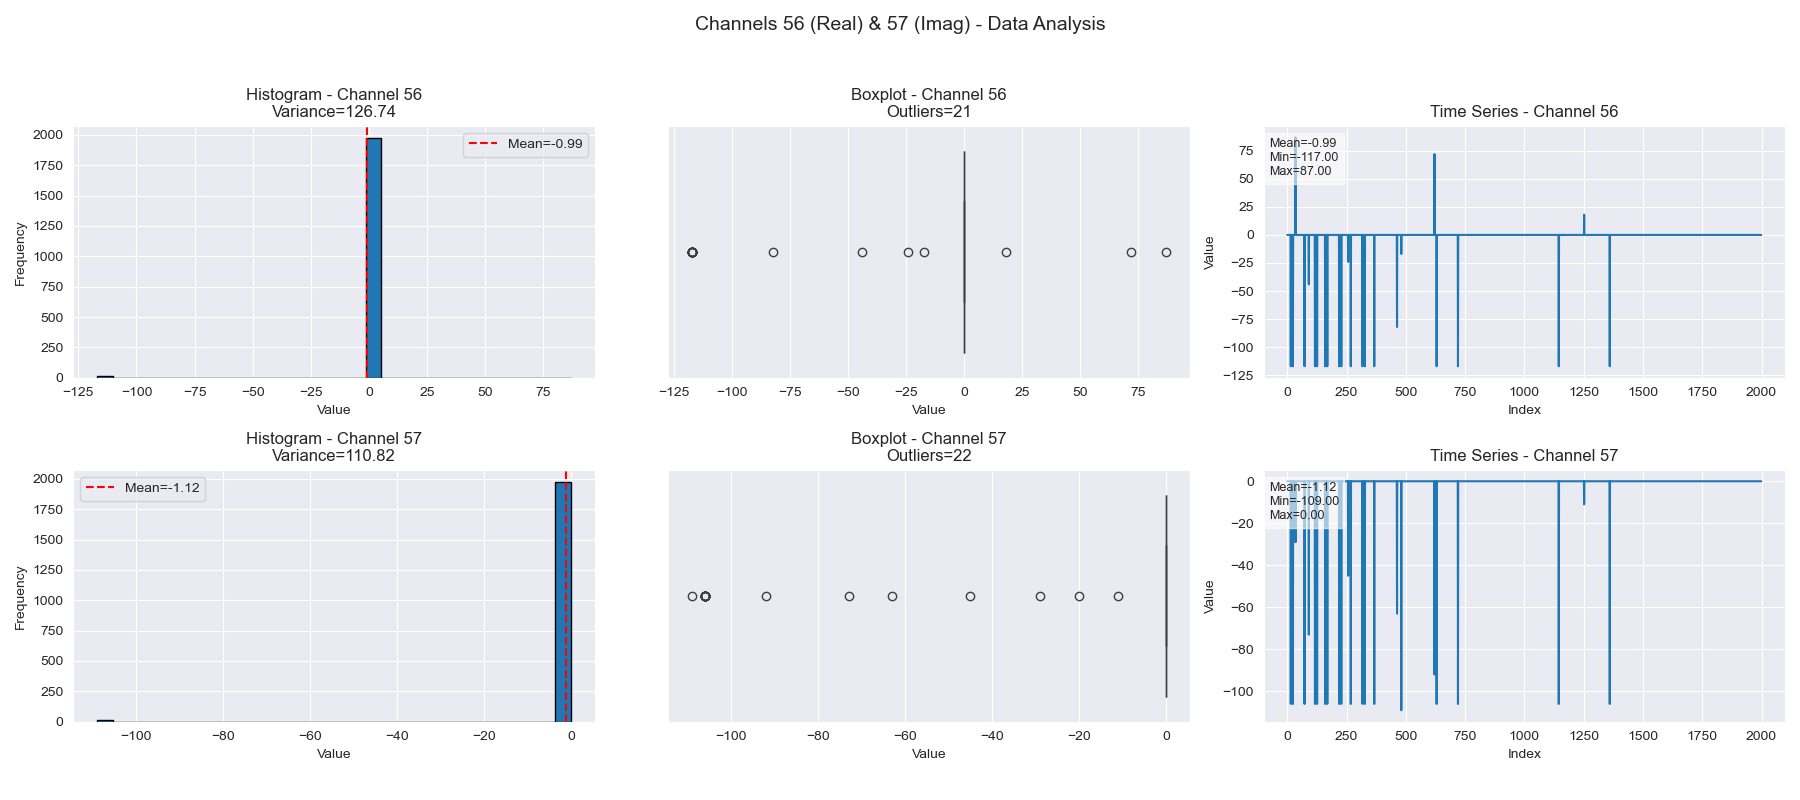 Channels 56 (Real) & 57 (Imag) - Data Analysis
Histogram - Channel 56
Variance=126.74
Mean=-0.99
Frequency
2000
1750
1500
1250
1000
750
500
250
0
−125 −100 −75 −50 −25 0 25 50 75
Value
Boxplot - Channel 56
Outliers=21
−125 −100 −75 −50 −25 0 25 50 75
Value
Time Series - Channel 56
Mean=-0.99
Min=-117.00
Max=87.00
Value
75
50
25
0
−25
−50
−75
−100
−125
0 250 500 750 1000 1250 1500 1750 2000
Index
Histogram - Channel 57
Variance=110.82
Mean=-1.12
Frequency
2000
1750
1500
1250
1000
750
500
250
0
−100 −80 −60 −40 −20 0
Value
Boxplot - Channel 57
Outliers=22
−100 −80 −60 −40 −20 0
Value
Time Series - Channel 57
Mean=-1.12
Min=-109.00
Max=0.00
Value
0
−20
−40
−60
−80
−100
0 250 500 750 1000 1250 1500 1750 2000
Index